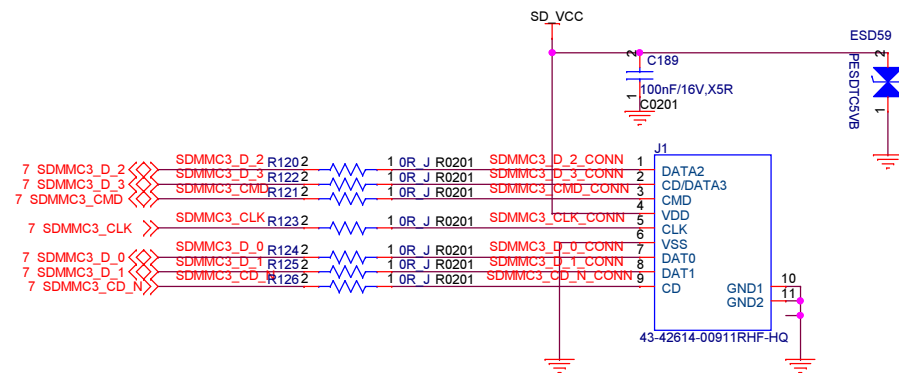 SD_VCC
ESD59
2
2
C189
PESDTC5VB
100nF/16V,X5R
1
1
C0201
J1
7 SDMMC3_D_2 SDMMC3_D_2 R120 2 1 0R_J R0201 SDMMC3_D_2_CONN 1 DATA2
7 SDMMC3_D_3 SDMMC3_D_3 R122 2 1 0R_J R0201 SDMMC3_D_3_CONN 2 CD/DATA3
7 SDMMC3_CMD SDMMC3_CMD R121 2 1 0R_J R0201 SDMMC3_CMD_CONN 3 CMD
4 VDD
7 SDMMC3_CLK SDMMC3_CLK R123 2 1 0R_J R0201 SDMMC3_CLK_CONN 5 CLK
6 VSS
7 SDMMC3_D_0 SDMMC3_D_0 R124 2 1 0R_J R0201 SDMMC3_D_0_CONN 7 DAT0
7 SDMMC3_D_1 SDMMC3_D_1 R125 2 1 0R_J R0201 SDMMC3_D_1_CONN 8 DAT1
7 SDMMC3_CD_N SDMMC3_CD_N R126 2 1 0R_J R0201 SDMMC3_CD_N_CONN 9 CD
GND1 10
GND2 11
43-42614-00911RHF-HQ